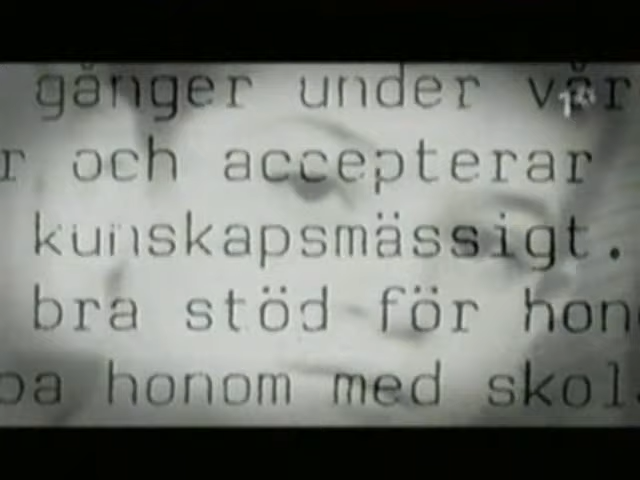 gånger under vår
r och accepterar
kunskapsmässigt.
bra stöd för hon
pa honom med skol